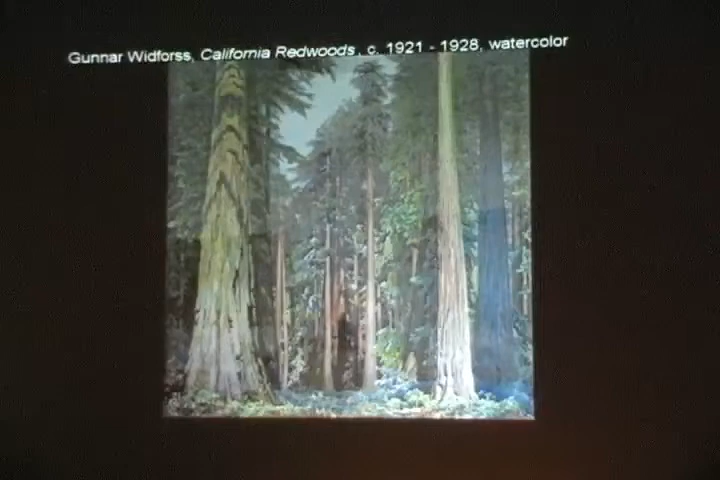 Gunnar Widforss, California Redwoods, c. 1921 - 1928, watercolor